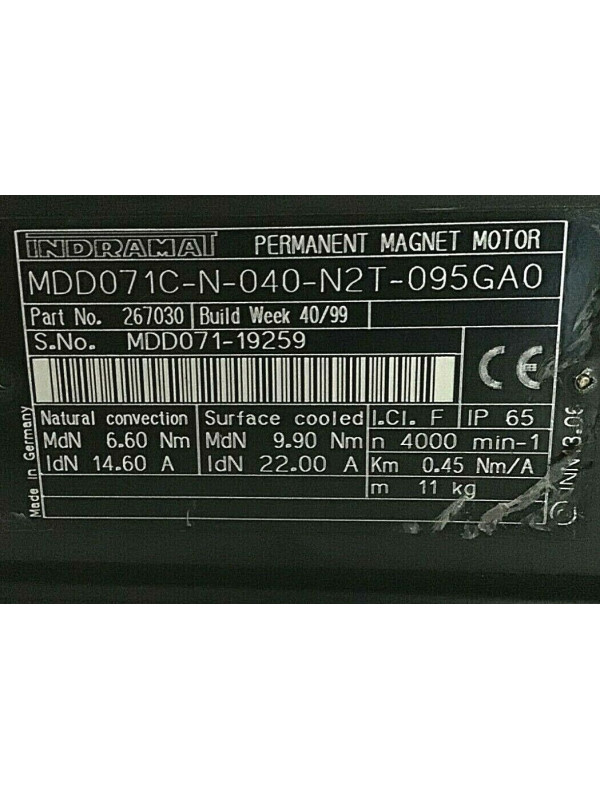 INDRAMAT PERMANENT MAGNET MOTOR
MDD071C-N-040-N2T-095GA0
Part No. 267030 Build Week 40/99
S.No. MDD071-19259
CE
Natural convection Surface cooled I.Cl. F IP 65
MdN 6.60 Nm MdN 9.90 Nm n 4000 min-1
IdN 14.60 A IdN 22.00 A Km 0.45 Nm/A
m 11 kg
Made in Germany